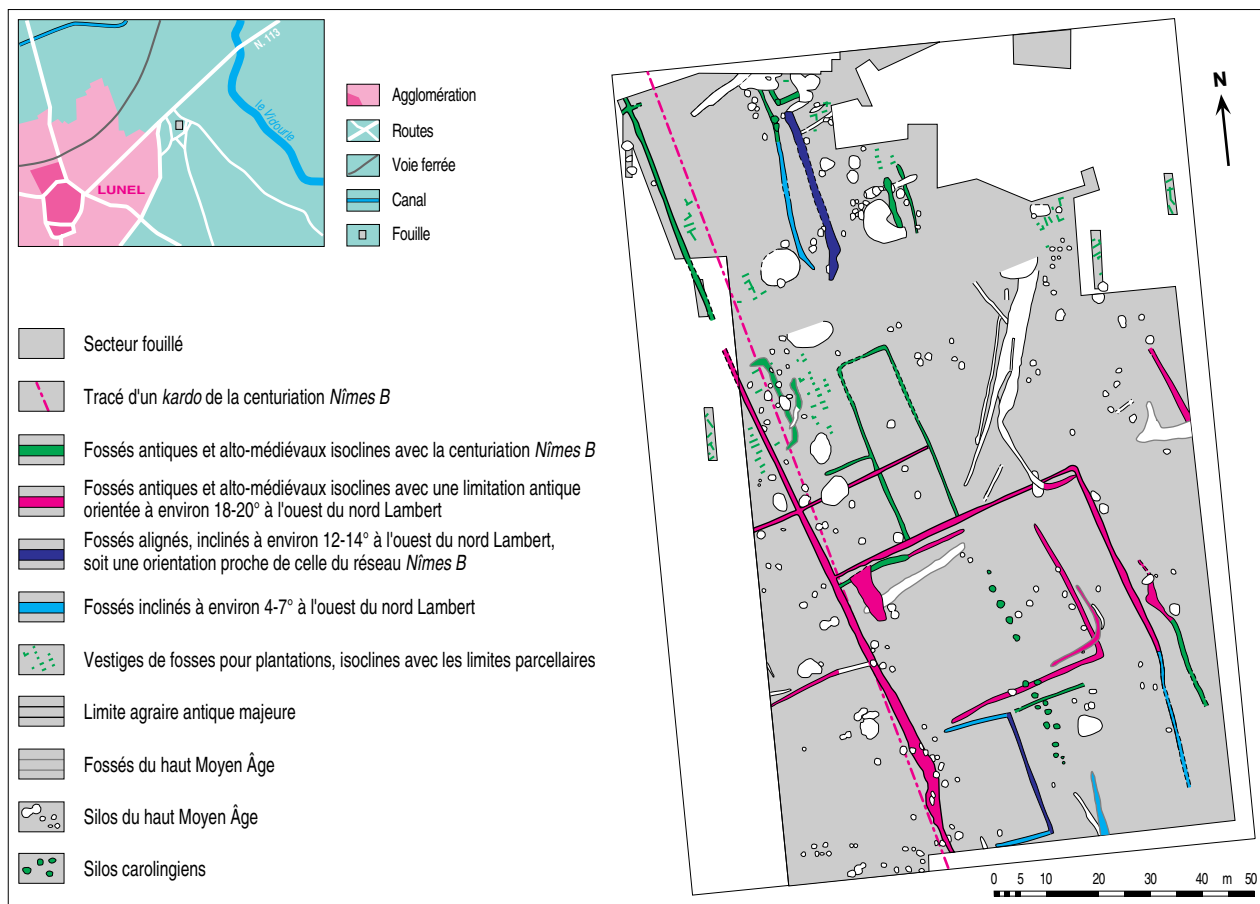 N. 113
le Vidourle
LUNEL
Agglomération
Routes
Voie ferrée
Canal
Fouille
N
Secteur fouillé
Tracé d'un kardo de la centuriation Nîmes B
Fossés antiques et alto-médiévaux isoclines avec la centuriation Nîmes B
Fossés antiques et alto-médiévaux isoclines avec une limitation antique
orientée à environ 18-20° à l'ouest du nord Lambert
Fossés alignés, inclinés à environ 12-14° à l'ouest du nord Lambert,
soit une orientation proche de celle du réseau Nîmes B
Fossés inclinés à environ 4-7° à l'ouest du nord Lambert
Vestiges de fosses pour plantations, isoclines avec les limites parcellaires
Limite agraire antique majeure
Fossés du haut Moyen Âge
Silos du haut Moyen Âge
Silos carolingiens
0 5 10 20 30 m 50